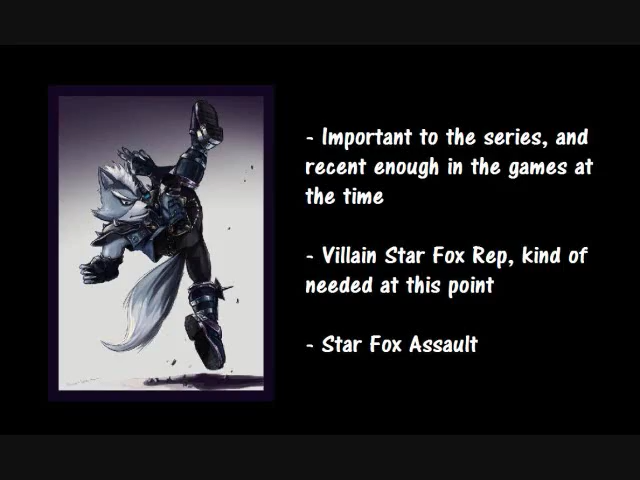 - Important to the series, and
recent enough in the games at
the time
- Villain Star Fox Rep, kind of
needed at this point
- Star Fox Assault